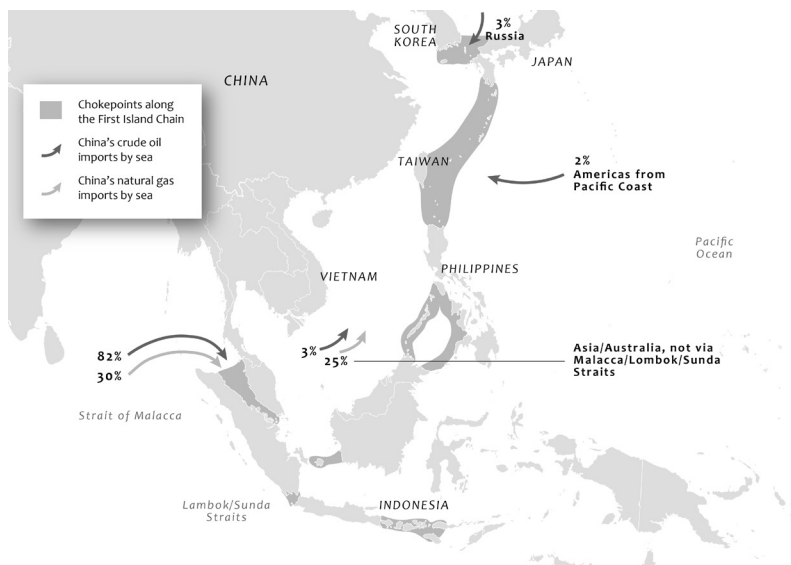 SOUTH
KOREA
3%
Russia
JAPAN
CHINA
Chokepoints along
the First Island Chain
China's crude oil
imports by sea
China's natural gas
imports by sea
TAIWAN
2%
Americas from
Pacific Coast
Pacific
Ocean
PHILIPPINES
VIETNAM
82%
30%
3%
25%
Asia/Australia, not via
Malacca/Lombok/Sunda
Straits
Strait of Malacca
Lambok/Sunda
Straits
INDONESIA